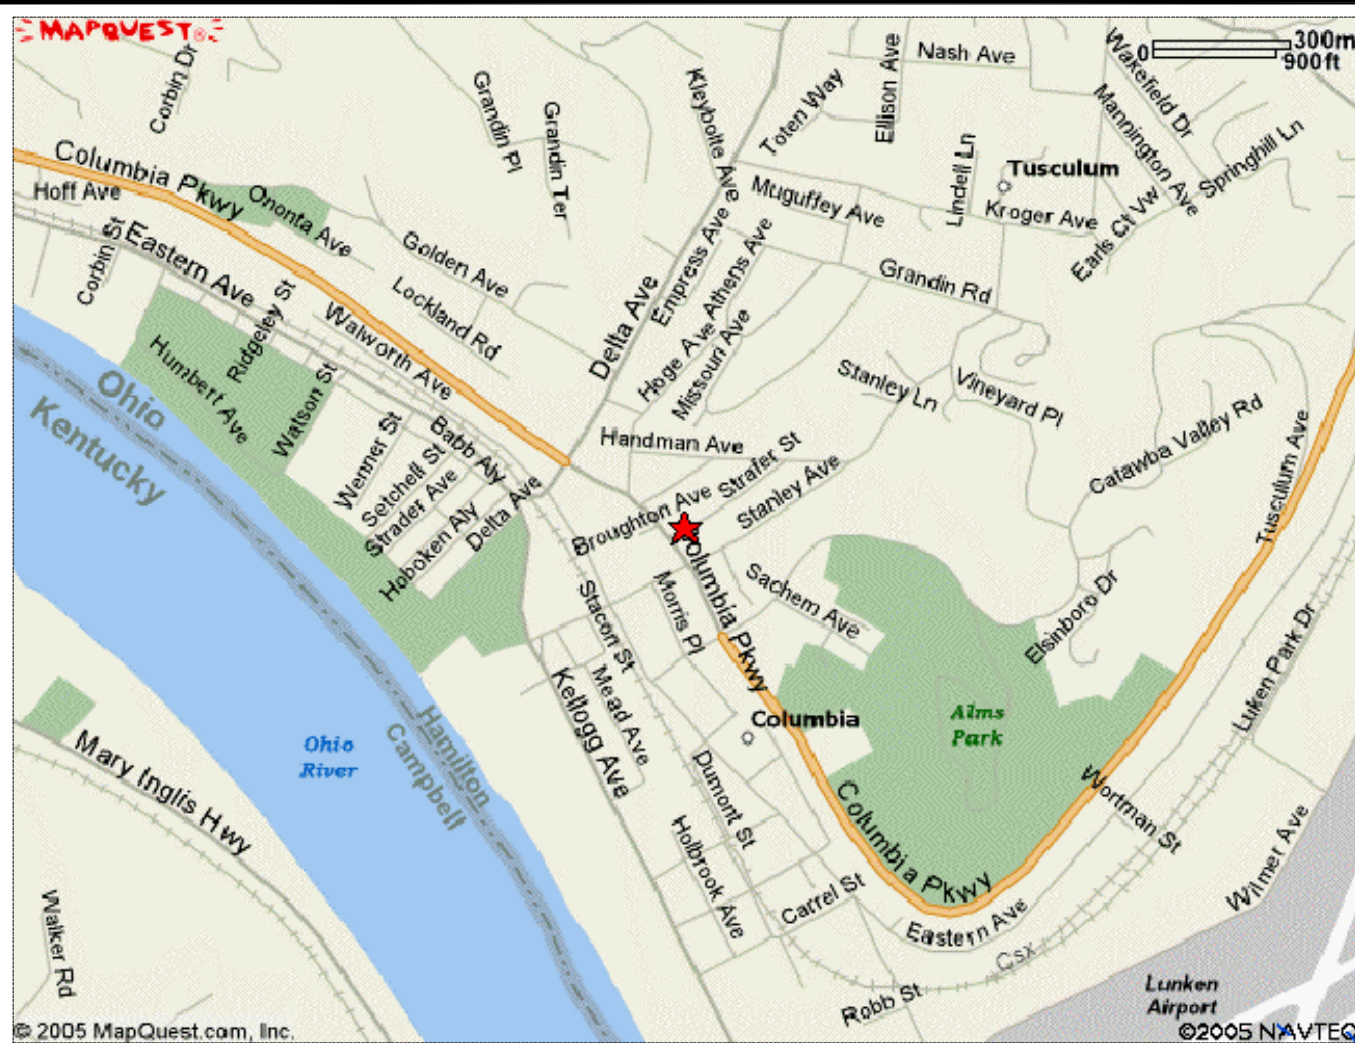 MAPQUEST®
0 300m
900ft
Corbin Dr
Grandin Pl
Grandin Ter
Kleybolte Ave
Toten Way
Ellison Ave
Nash Ave
Wakefield Dr
Mannington Ave
Springhill Ln
Columbia Pkwy
Hoff Ave
Ononta Ave
Muguffey Ave
Lindell Ln
Tusculum
Kroger Ave
Earls Ct Vw
Corbin St
Eastern Ave
Golden Ave
Lockland Rd
Empress Ave
Athens Ave
Grandin Rd
Ridgeley St
Walworth Ave
Delta Ave
Hoge Ave
Missouri Ave
Humbert Ave
Watson St
Stanley Ln
Vineyard Pl
Ohio
Kentucky
Wenner St
Setchell St
Strader Ave
Babb Aly
Hoboken Aly
Delta Ave
Handman Ave
Strafer St
Stanley Ave
Broughton Ave
Catawba Valley Rd
Tusculum Ave
Columbia Pkwy
Stacon St
Morris Pl
Sachem Ave
Elsinboro Dr
Luken Park Dr
Mead Ave
Kellogg Ave
Columbia
Alms
Park
Hamilton
Campbell
Ohio
River
Mary Inglis Hwy
Dumont St
Holbrook Ave
Columbia Pkwy
Wortman St
Wilmer Ave
Carrel St
Eastern Ave
Csx
Walker Rd
Robb St
Lunken
Airport
© 2005 MapQuest.com, Inc.
©2005 NAVTEQ